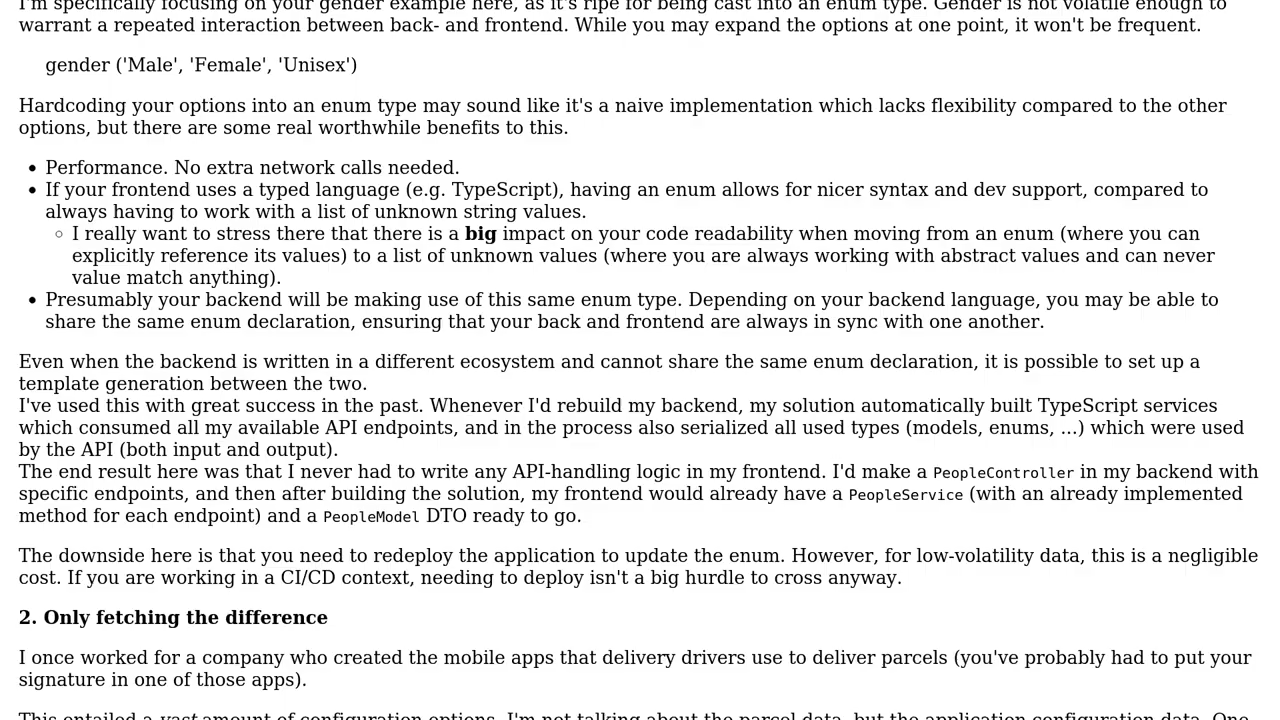 I'm specifically focusing on your gender example here, as it's ripe for being cast into an enum type. Gender is not volatile enough to
warrant a repeated interaction between back- and frontend. While you may expand the options at one point, it won't be frequent.
gender ('Male', 'Female', 'Unisex')
Hardcoding your options into an enum type may sound like it's a naive implementation which lacks flexibility compared to the other
options, but there are some real worthwhile benefits to this.
• Performance. No extra network calls needed.
• If your frontend uses a typed language (e.g. TypeScript), having an enum allows for nicer syntax and dev support, compared to
always having to work with a list of unknown string values.
◦ I really want to stress there that there is a big impact on your code readability when moving from an enum (where you can
explicitly reference its values) to a list of unknown values (where you are always working with abstract values and can never
value match anything).
• Presumably your backend will be making use of this same enum type. Depending on your backend language, you may be able to
share the same enum declaration, ensuring that your back and frontend are always in sync with one another.
Even when the backend is written in a different ecosystem and cannot share the same enum declaration, it is possible to set up a
template generation between the two.
I've used this with great success in the past. Whenever I'd rebuild my backend, my solution automatically built TypeScript services
which consumed all my available API endpoints, and in the process also serialized all used types (models, enums, ...) which were used
by the API (both input and output).
The end result here was that I never had to write any API-handling logic in my frontend. I'd make a PeopleController in my backend with
specific endpoints, and then after building the solution, my frontend would already have a PeopleService (with an already implemented
method for each endpoint) and a PeopleModel DTO ready to go.
The downside here is that you need to redeploy the application to update the enum. However, for low-volatility data, this is a negligible
cost. If you are working in a CI/CD context, needing to deploy isn't a big hurdle to cross anyway.
2. Only fetching the difference
I once worked for a company who created the mobile apps that delivery drivers use to deliver parcels (you've probably had to put your
signature in one of those apps).
This entailed a vast amount of configuration options. I'm not talking about the parcel data, but the application configuration data. One